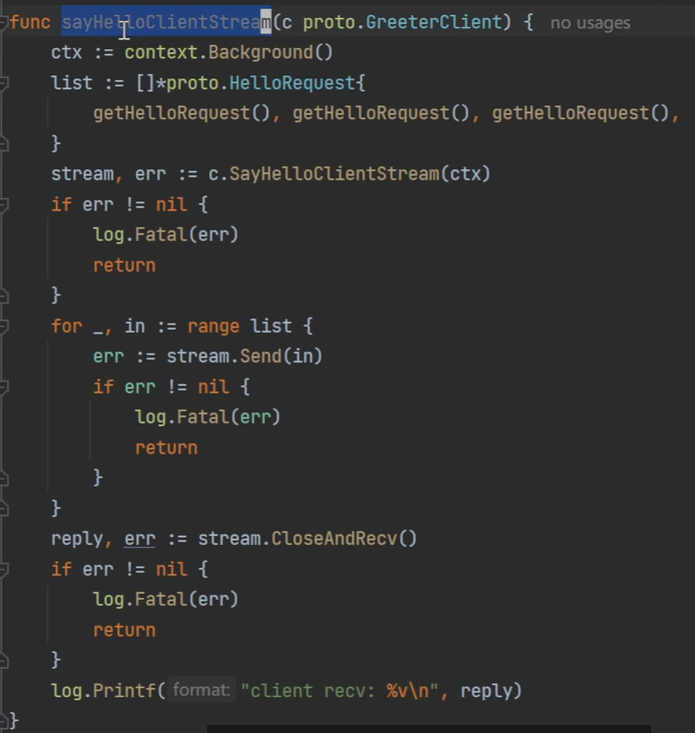 func sayHelloClientStream(c proto.GreeterClient) { no usages
    ctx := context.Background()
    list := []*proto.HelloRequest{
        getHelloRequest(), getHelloRequest(), getHelloRequest(),
    }
    stream, err := c.SayHelloClientStream(ctx)
    if err != nil {
        log.Fatal(err)
        return
    }
    for _, in := range list {
        err := stream.Send(in)
        if err != nil {
            log.Fatal(err)
            return
        }
    }
    reply, err := stream.CloseAndRecv()
    if err != nil {
        log.Fatal(err)
        return
    }
    log.Printf( format: "client recv: %v\n", reply)
}